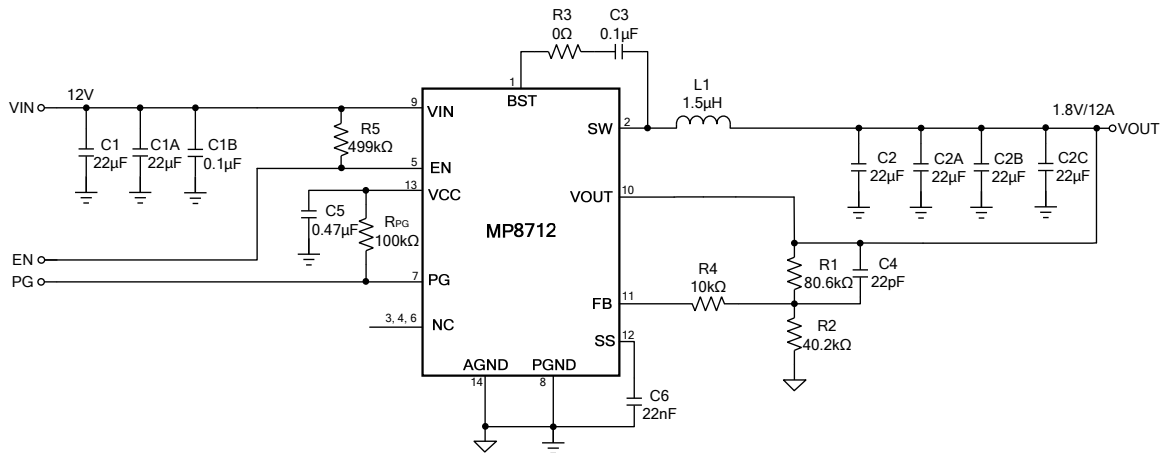 R3
0Ω
C3
0.1µF
1
BST
VIN
12V
9
VIN
C1
22µF
C1A
22µF
C1B
0.1µF
R5
499kΩ
5
EN
13
VCC
C5
0.47µF
RPG
100kΩ
EN
PG
7
PG
3, 4, 6
NC
MP8712
SW
2
L1
1.5µH
1.8V/12A
VOUT
C2
22µF
C2A
22µF
C2B
22µF
C2C
22µF
VOUT
10
R1
80.6kΩ
C4
22pF
FB
11
R4
10kΩ
R2
40.2kΩ
SS
12
AGND
14
PGND
8
C6
22nF